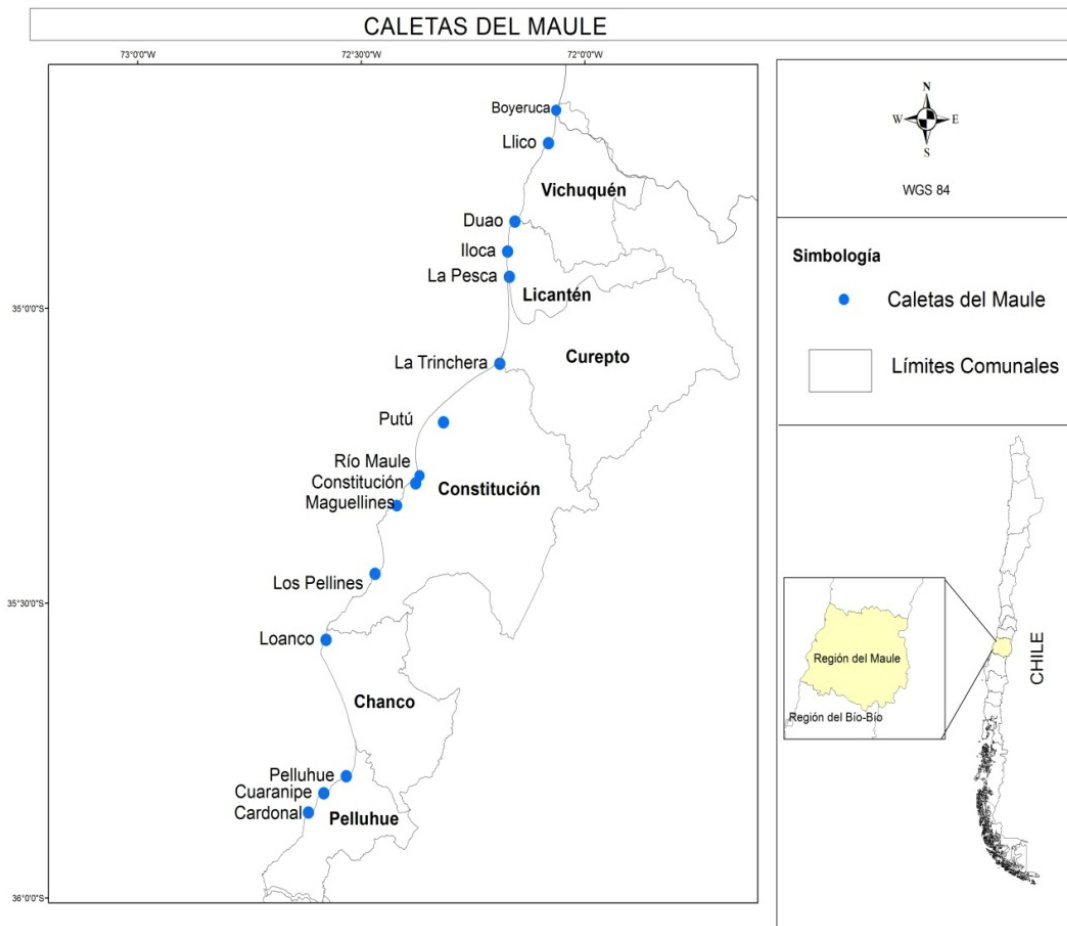 CALETAS DEL MAULE
73°0'0"W
72°30'0"W
72°0'0"W
Boyeruca
Llico
Vichuquén
Duao
Iloca
La Pesca
Licantén
35°0'0"S
La Trinchera
Curepto
Putú
Río Maule
Constitución
Constitución
Maguellines
Los Pellines
35°30'0"S
Loanco
Chanco
Pelluhue
Cuaranipe
Cardonal
Pelluhue
36°0'0"S
N
W
E
S
WGS 84
Simbología
Caletas del Maule
Límites Comunales
Región del Maule
Región del Bío-Bío
CHILE